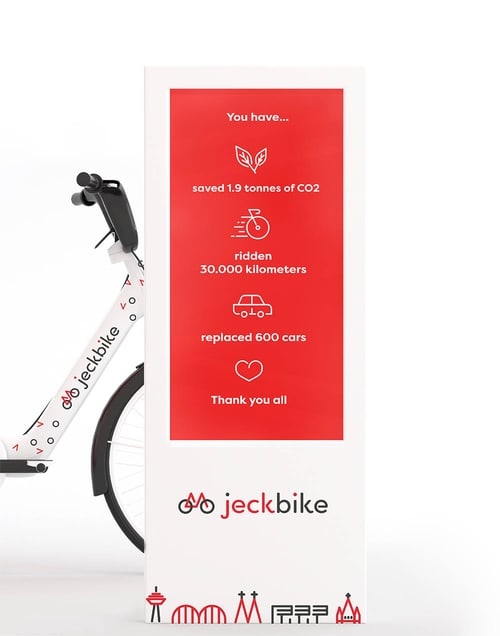 You have...
saved 1.9 tonnes of CO2
ridden
30.000 kilometers
replaced 600 cars
Thank you all
jeckbike
jeckbike